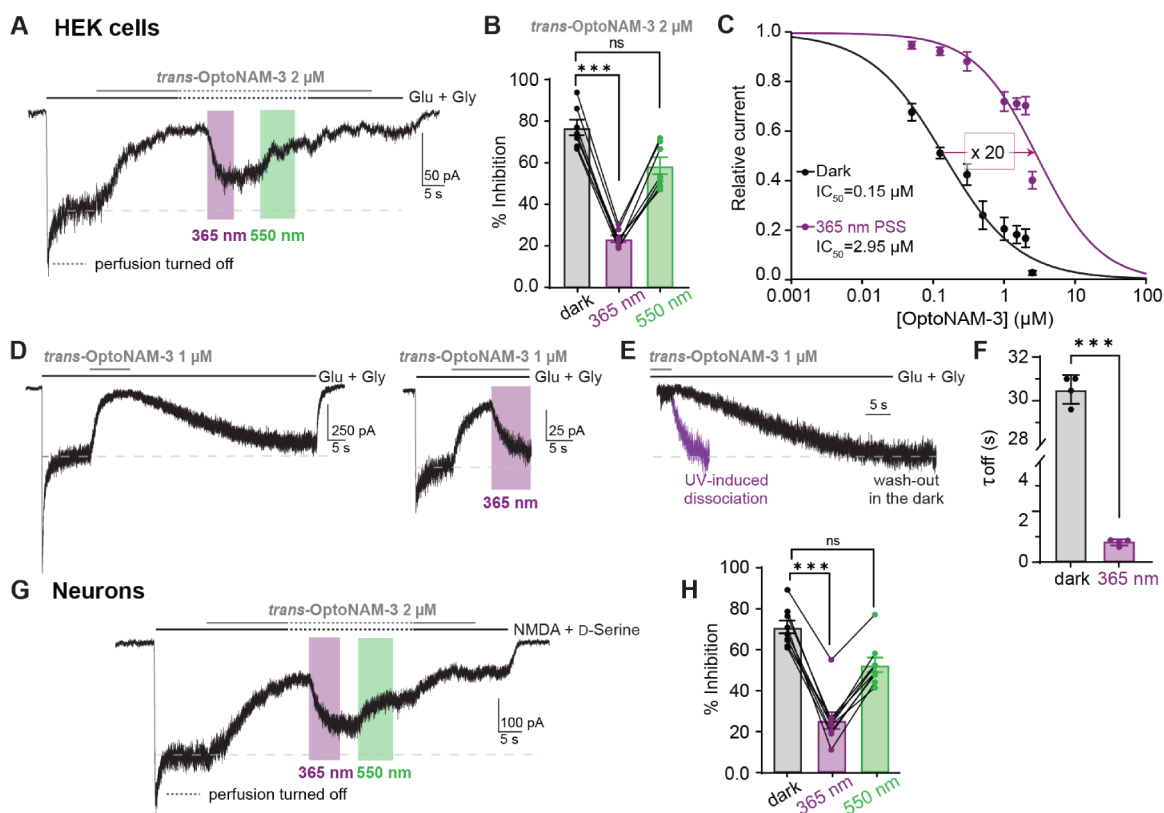 A HEK cells
trans-OptoNAM-3 2 µM
Glu + Gly
50 pA
5 s
365 nm
550 nm
perfusion turned off
B
trans-OptoNAM-3 2 µM
ns
***
% Inhibition
100
80
60
40
20
0.0
dark
365 nm
550 nm
C
Relative current
1.0
0.8
0.6
0.4
0.2
0.0
x 20
Dark
IC50=0.15 µM
365 nm PSS
IC50=2.95 µM
0.001 0.01 0.1 1 10 100
[OptoNAM-3] (µM)
D
trans-OptoNAM-3 1 µM
Glu + Gly
250 pA
5 s
trans-OptoNAM-3 1 µM
Glu + Gly
25 pA
5 s
365 nm
E
trans-OptoNAM-3 1 µM
Glu + Gly
5 s
UV-induced
dissociation
wash-out
in the dark
F
***
τoff (s)
32
30
28
4
2
0
dark
365 nm
G Neurons
trans-OptoNAM-3 2 µM
NMDA + D-Serine
100 pA
5 s
365 nm
550 nm
perfusion turned off
H
ns
***
% Inhibition
100
80
60
40
20
0.0
dark
365 nm
550 nm